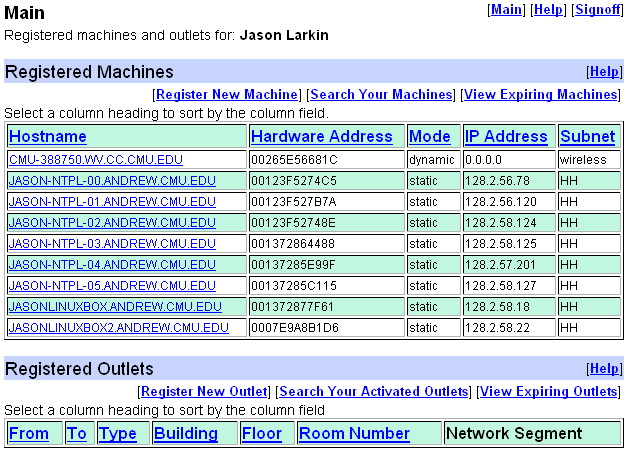 Main [Main] [Help] [Signoff]
Registered machines and outlets for: Jason Larkin
Registered Machines [Help]
[Register New Machine] [Search Your Machines] [View Expiring Machines]
Select a column heading to sort by the column field.
Hostname Hardware Address Mode IP Address Subnet
CMU-388750.WV.CC.CMU.EDU 00265E56681C dynamic 0.0.0.0 wireless
JASON-NTPL-00.ANDREW.CMU.EDU 00123F5274C5 static 128.2.56.78 HH
JASON-NTPL-01.ANDREW.CMU.EDU 00123F527B7A static 128.2.56.120 HH
JASON-NTPL-02.ANDREW.CMU.EDU 00123F52748E static 128.2.58.124 HH
JASON-NTPL-03.ANDREW.CMU.EDU 001372864488 static 128.2.58.125 HH
JASON-NTPL-04.ANDREW.CMU.EDU 00137285E99F static 128.2.57.201 HH
JASON-NTPL-05.ANDREW.CMU.EDU 00137285C115 static 128.2.58.127 HH
JASONLINUXBOX.ANDREW.CMU.EDU 001372877F61 static 128.2.58.18 HH
JASONLINUXBOX2.ANDREW.CMU.EDU 0007E9A8B1D6 static 128.2.58.22 HH
Registered Outlets [Help]
[Register New Outlet] [Search Your Activated Outlets] [View Expiring Outlets]
Select a column heading to sort by the column field
From To Type Building Floor Room Number Network Segment